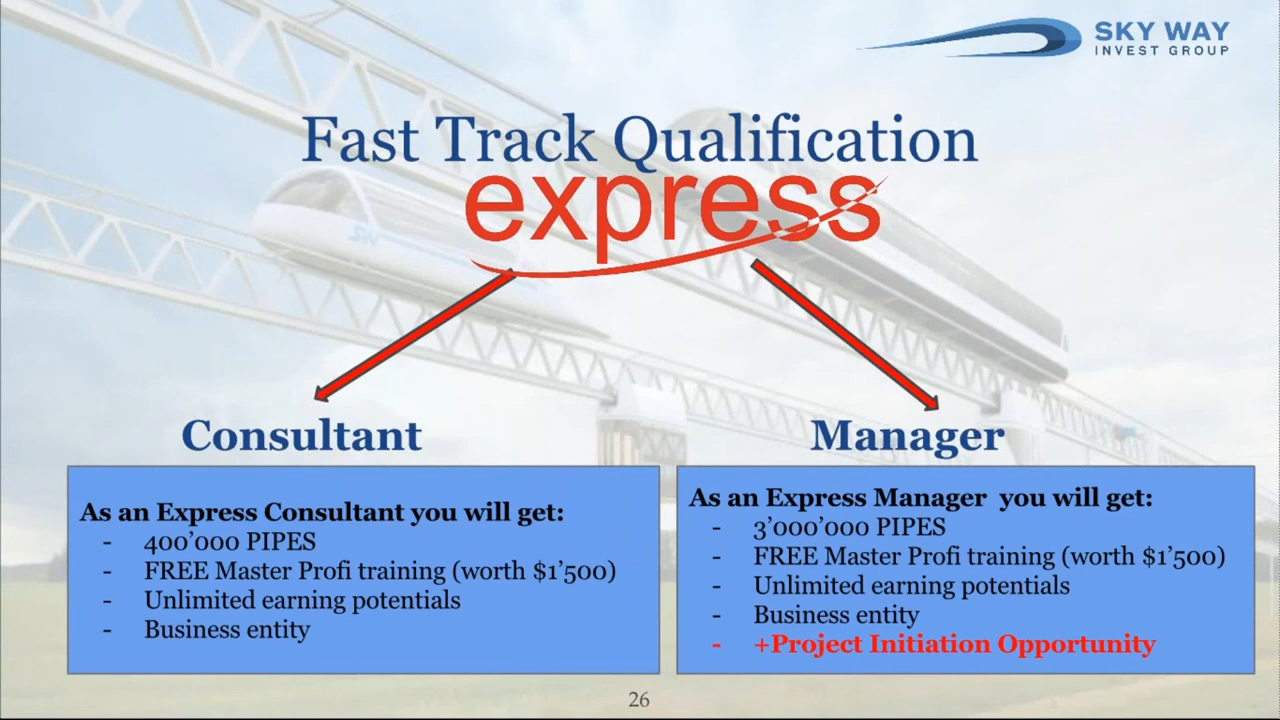 SKY WAY
INVEST GROUP
Fast Track Qualification
express
Consultant
As an Express Consultant you will get:
- 400'000 PIPES
- FREE Master Profi training (worth $1'500)
- Unlimited earning potentials
- Business entity
Manager
As an Express Manager you will get:
- 3'000'000 PIPES
- FREE Master Profi training (worth $1'500)
- Unlimited earning potentials
- Business entity
- +Project Initiation Opportunity
26